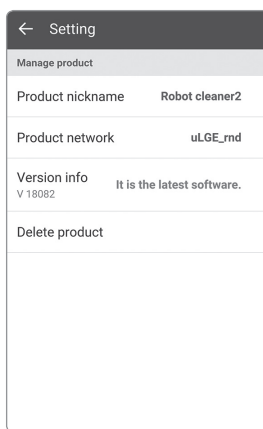 ← Setting
Manage product
Product nickname Robot cleaner2
Product network uLGE_rnd
Version info It is the latest software.
V 18082
Delete product